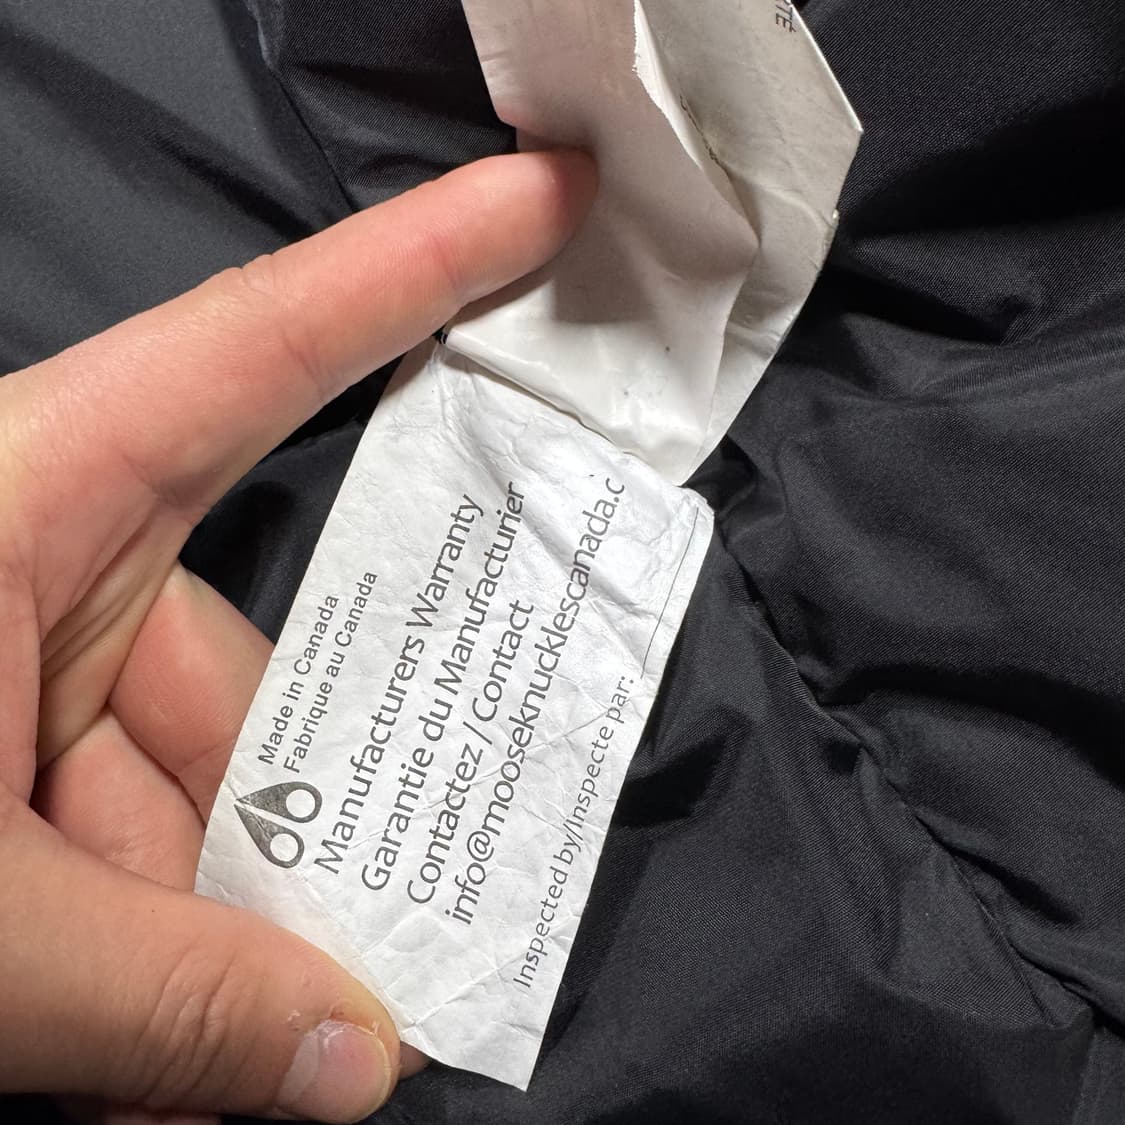 Made in Canada
Fabrique au Canada
Manufacturers Warranty
Garantie du Manufacturier
Contactez / Contact
info@mooseknucklescanada.c
Inspected by/Inspecte par: